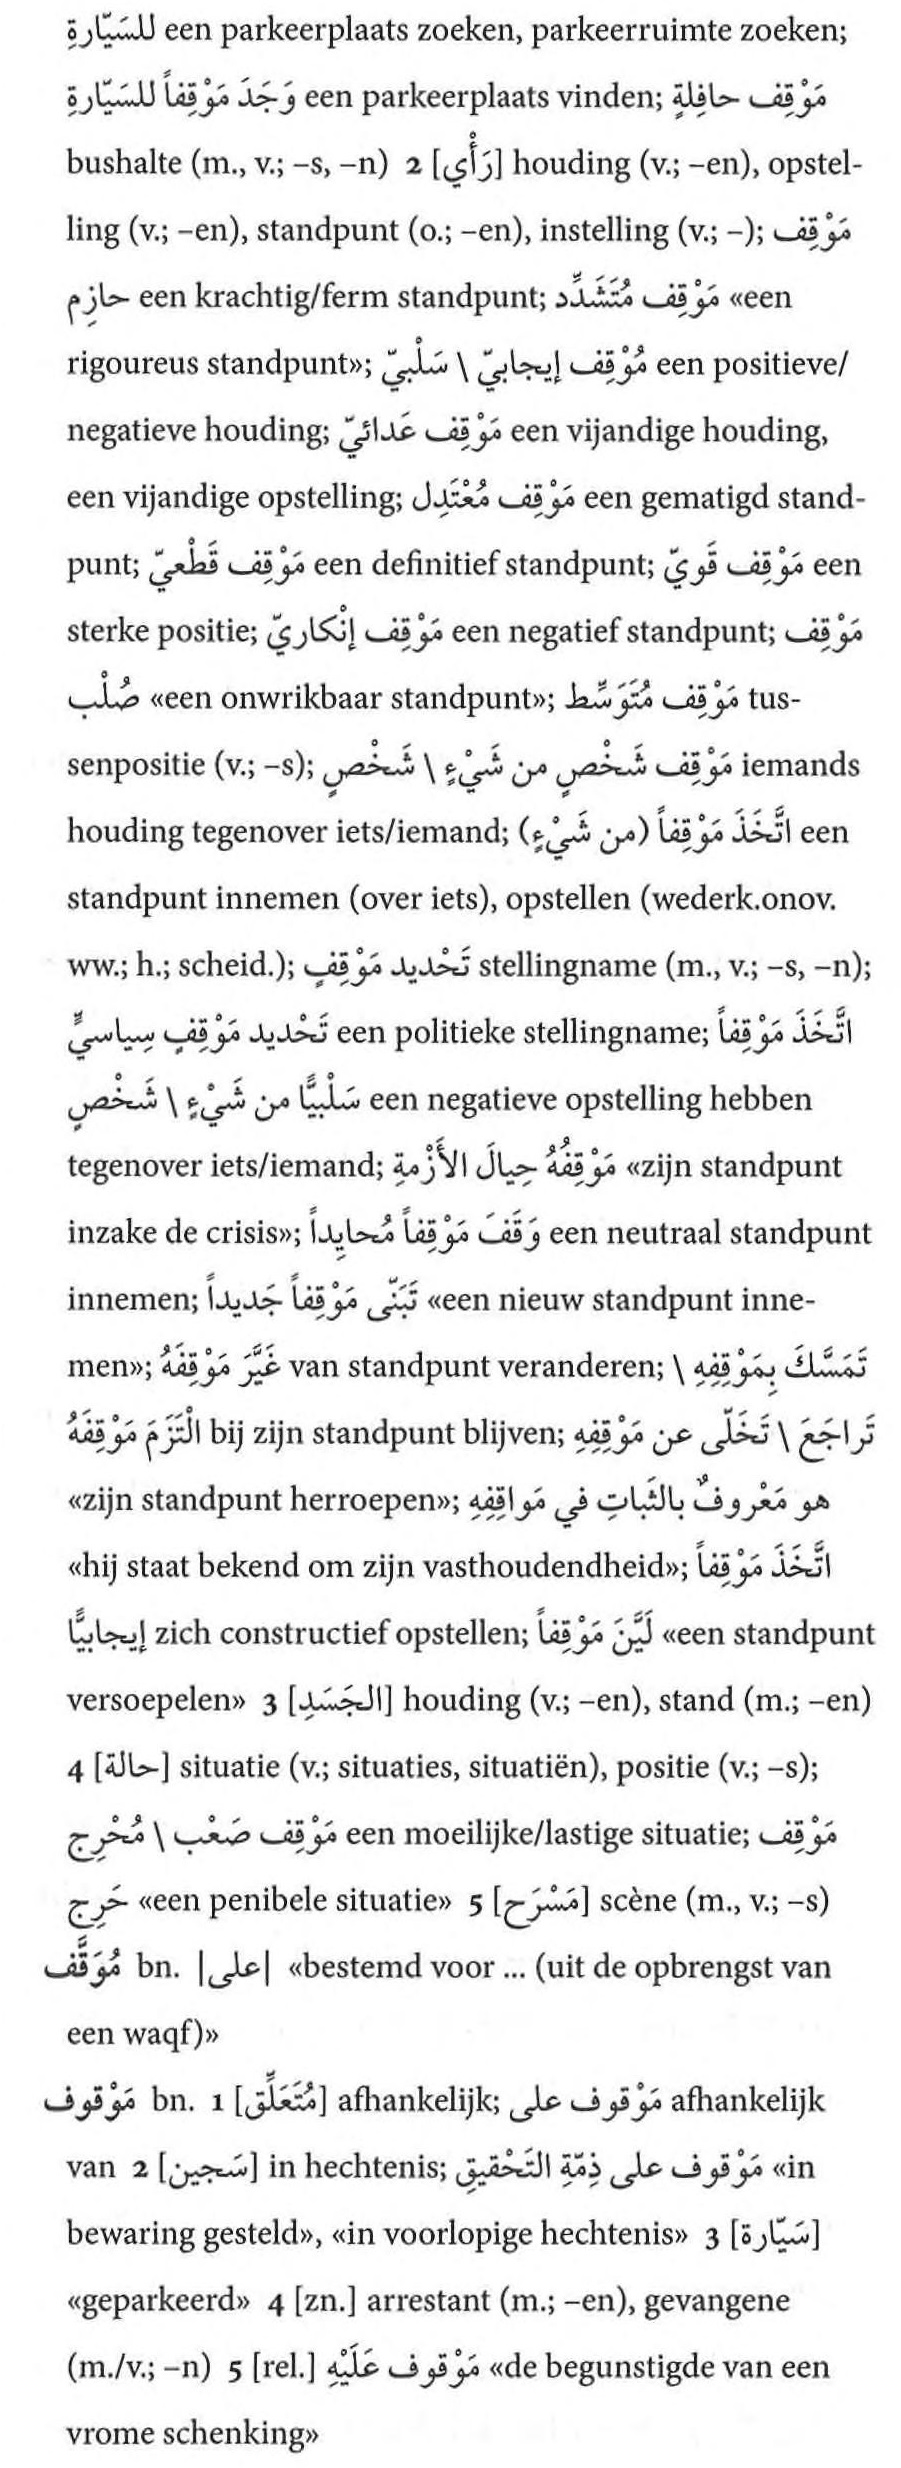 للسَيّارةِ een parkeerplaats zoeken, parkeerruimte zoeken;
وَجَدَ مَوْقِفاً للسَيّارةِ een parkeerplaats vinden; مَوْقِف حافِلةٍ
bushalte (m., v.; –s, –n) 2 [رَأْي] houding (v.; –en), opstel-
ling (v.; –en), standpunt (o.; –en), instelling (v.; –); مَوْقِف
حازِم een krachtig/ferm standpunt; مَوْقِف مُتَشَدِّد «een
rigoureus standpunt»; مُوْقِف إيجابيّ \ سَلْبيّ een positieve/
negatieve houding; مَوْقِف عَدائيّ een vijandige houding,
een vijandige opstelling; مَوْقِف مُعْتَدِل een gematigd stand-
punt; مَوْقِف قَطْعيّ een definitief standpunt; مَوْقِف قَويّ een
sterke positie; مَوْقِف إنْكاريّ een negatief standpunt; مَوْقِف
صُلْب «een onwrikbaar standpunt»; مَوْقِف مُتَوَسِّط tus-
senpositie (v.; –s); مَوْقِف شَخْصٍ من شَيْءٍ \ شَخْصٍ iemands
houding tegenover iets/iemand; اتَّخَذَ مَوْقِفاً (من شَيْءٍ) een
standpunt innemen (over iets), opstellen (wederk.onov.
ww.; h.; scheid.); تَحْديد مَوْقِفٍ stellingname (m., v.; –s, –n);
تَحْديد مَوْقِفٍ سِياسيٍّ een politieke stellingname; اتَّخَذَ مَوْقِفاً
سَلْبيًّا من شَيْءٍ \ شَخْصٍ een negatieve opstelling hebben
tegenover iets/iemand; مَوْقِفُهُ حِيالَ الأَزْمةِ «zijn standpunt
inzake de crisis»; وَقَفَ مَوْقِفاً مُحايِداً een neutraal standpunt
innemen; تَبَنّى مَوْقِفاً جَديداً «een nieuw standpunt inne-
men»; غَيَّرَ مَوْقِفَهُ van standpunt veranderen; تَمَسَّكَ بِمَوْقِفِهِ \
الْتَزَمَ مَوْقِفَهُ bij zijn standpunt blijven; تَراجَعَ \ تَخَلّى عن مَوْقِفِهِ
«zijn standpunt herroepen»; هو مَعْروفٌ بالثَباتِ في مَواقِفِهِ
«hij staat bekend om zijn vasthoudendheid»; اتَّخَذَ مَوْقِفاً
إيجابيًّا zich constructief opstellen; لَيَّنَ مَوْقِفاً «een standpunt
versoepelen» 3 [الجَسَدِ] houding (v.; –en), stand (m.; –en)
4 [حالة] situatie (v.; situaties, situatiën), positie (v.; –s);
مَوْقِف صَعْب \ مُحْرِج een moeilijke/lastige situatie; مَوْقِف
حَرِج «een penibele situatie» 5 [مَسْرَح] scène (m., v.; –s)
مُوَقَّف bn. |على| «bestemd voor ... (uit de opbrengst van
een waqf)»
مَوْقوف bn. 1 [مُتَعَلِّق] afhankelijk; مَوْقوف على afhankelijk
van 2 [سَجين] in hechtenis; مَوْقوف على ذِمّةِ التَحْقيقِ «in
bewaring gesteld», «in voorlopige hechtenis» 3 [سَيّارة]
«geparkeerd» 4 [zn.] arrestant (m.; –en), gevangene
(m./v.; –n) 5 [rel.] مَوْقوف عَلَيْهِ «de begunstigde van een
vrome schenking»